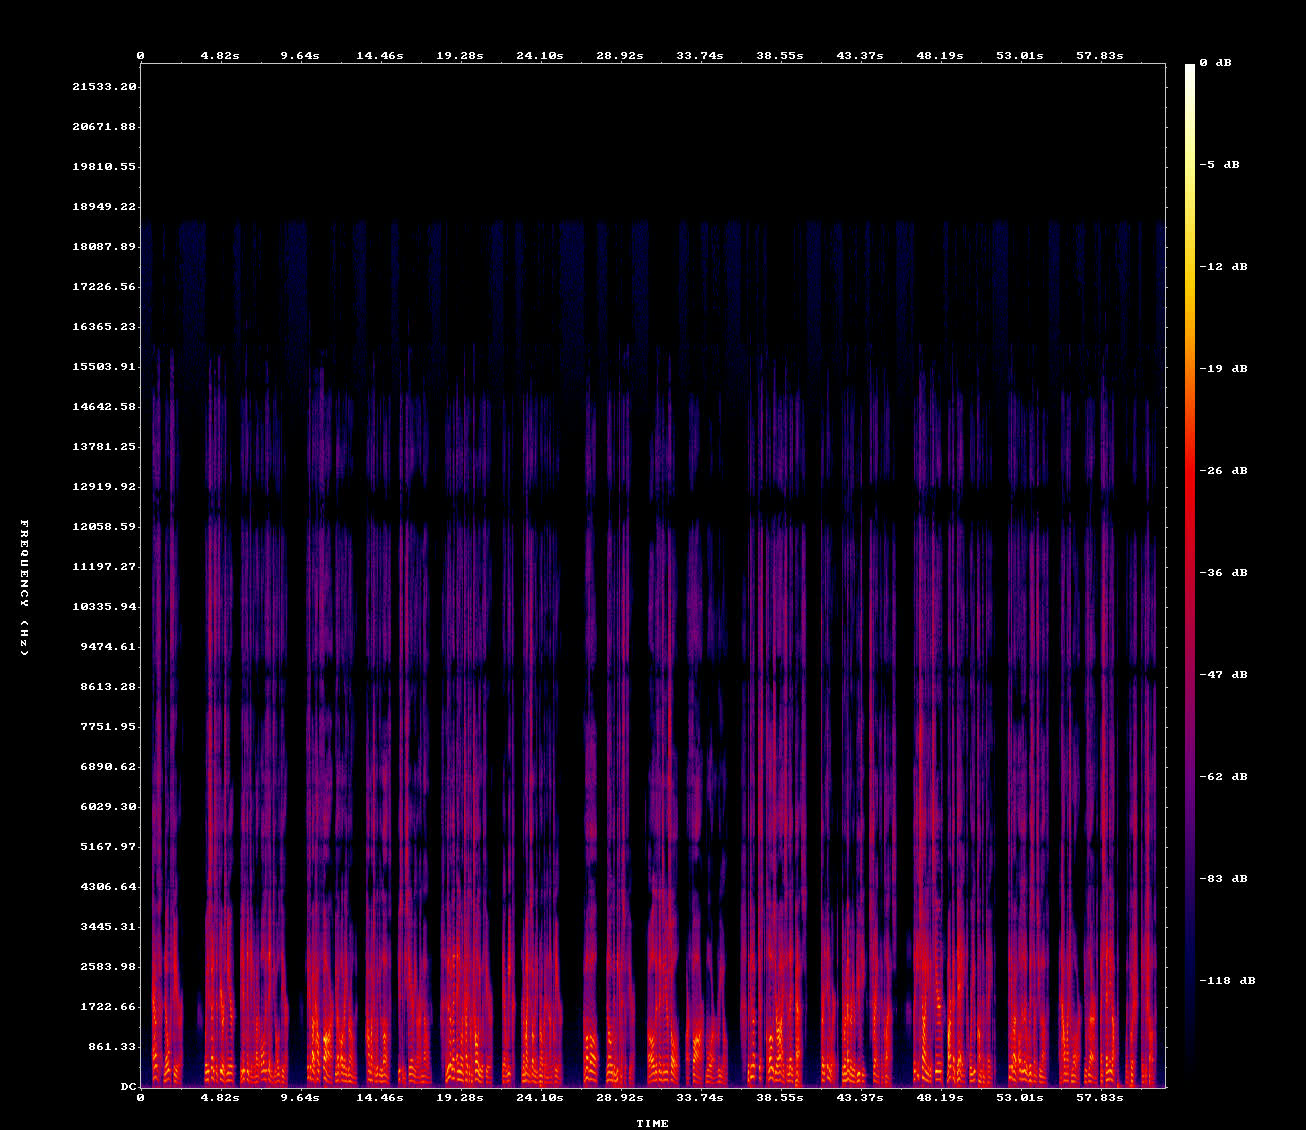 0 4.82s 9.64s 14.46s 19.28s 24.10s 28.92s 33.74s 38.55s 43.37s 48.19s 53.01s 57.83s
0 dB
21533.20
20671.88
-5 dB
19810.55
18949.22
18087.89
-12 dB
17226.56
16365.23
15503.91
-19 dB
14642.58
13781.25
-26 dB
12919.92
12058.59
11197.27
-36 dB
10335.94
FREQUENCY (Hz)
9474.61
-47 dB
8613.28
7751.95
6890.62
-62 dB
6029.30
5167.97
-83 dB
4306.64
3445.31
2583.98
-118 dB
1722.66
861.33
DC
0 4.82s 9.64s 14.46s 19.28s 24.10s 28.92s 33.74s 38.55s 43.37s 48.19s 53.01s 57.83s
TIME